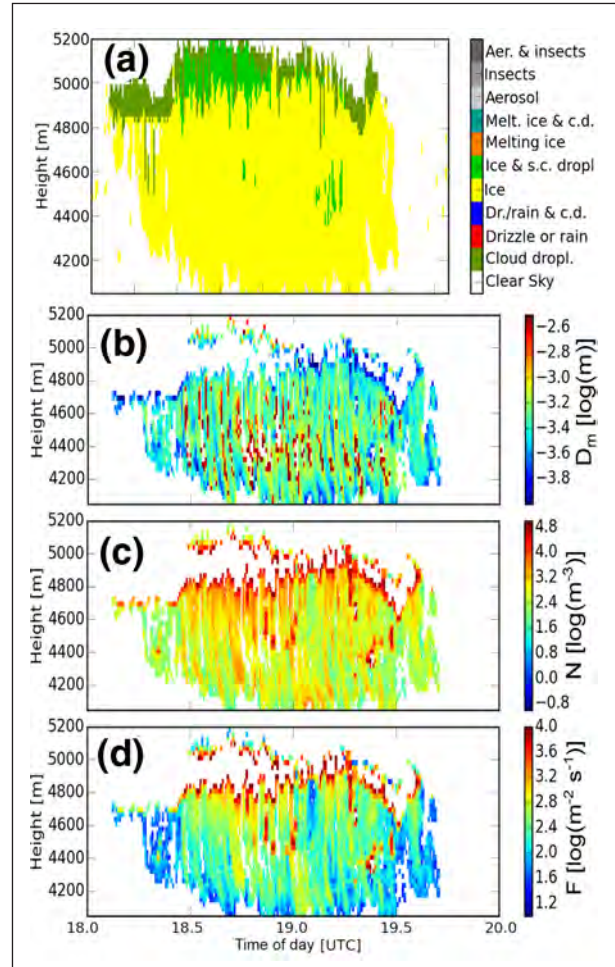 (a)
5200
5000
4800
4600
4400
4200
Height [m]
Aer. & insects
Insects
Aerosol
Melt. ice & c.d.
Melting ice
Ice & s.c. dropl
Ice
Dr./rain & c.d.
Drizzle or rain
Cloud dropl.
Clear Sky
(b)
5200
5000
4800
4600
4400
4200
Height [m]
−2.6
−2.8
−3.0
−3.2
−3.4
−3.6
−3.8
Dm [log(m)]
(c)
5200
5000
4800
4600
4400
4200
Height [m]
4.8
4.0
3.2
2.4
1.6
0.8
0.0
−0.8
N [log(m⁻³)]
(d)
5200
5000
4800
4600
4400
4200
Height [m]
4.0
3.6
3.2
2.8
2.4
2.0
1.6
1.2
F [log(m⁻² s⁻¹)]
18.0 18.5 19.0 19.5 20.0
Time of day [UTC]